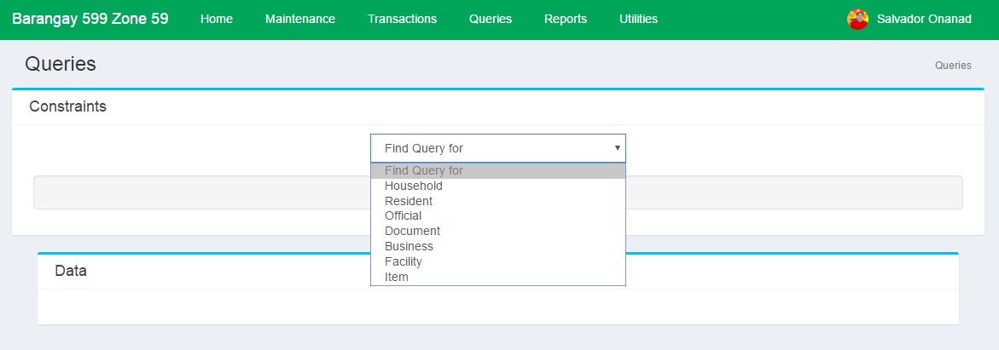 Barangay 599 Zone 59 Home Maintenance Transactions Queries Reports Utilities Salvador Onanad
Queries Queries
Constraints
Find Query for
Find Query for
Household
Resident
Official
Document
Business
Facility
Item
Data